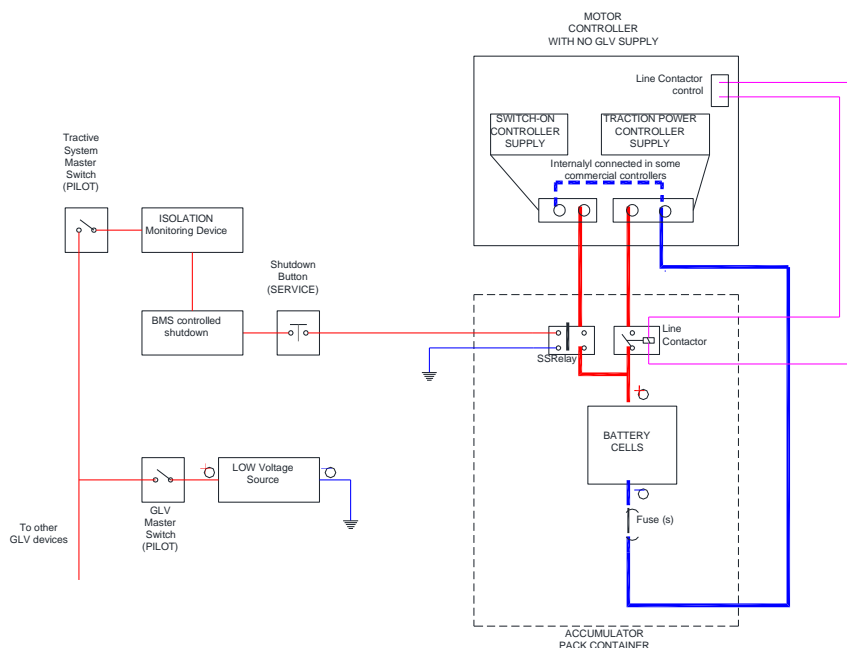 MOTOR
CONTROLLER
WITH NO GLV SUPPLY
Line Contactor
control
SWITCH-ON
CONTROLLER
SUPPLY
TRACTION POWER
CONTROLLER
SUPPLY
Internalyl connected in some
commercial controllers
Tractive
System
Master
Switch
(PILOT)
ISOLATION
Monitoring Device
Shutdown
Button
(SERVICE)
BMS controlled
shutdown
SSRelay
Line
Contactor
BATTERY
CELLS
Fuse (s)
LOW Voltage
Source
GLV
Master
Switch
(PILOT)
To other
GLV devices
ACCUMULATOR
PACK CONTAINER